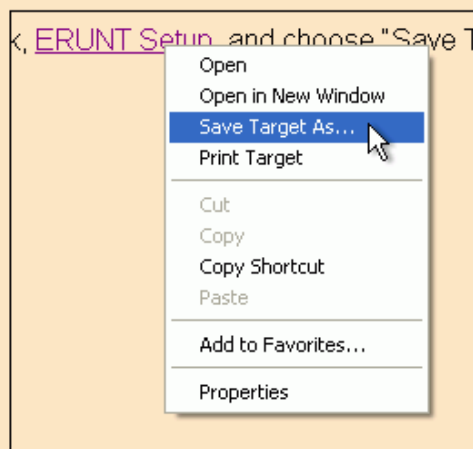 k, ERUNT Setup, and choose "Save T
Open
Open in New Window
Save Target As...
Print Target
Cut
Copy
Copy Shortcut
Paste
Add to Favorites...
Properties